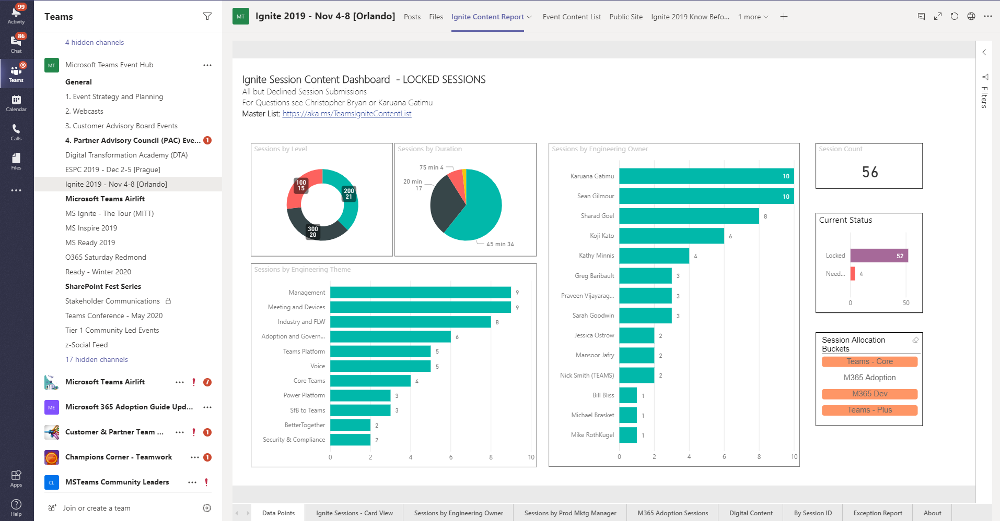 99
Activity
86
Chat
@
Teams
Calendar
Calls
Files
Apps
Help
Teams
4 hidden channels
MT Microsoft Teams Event Hub
General
1. Event Strategy and Planning
2. Webcasts
3. Customer Advisory Board Events
4. Partner Advisory Council (PAC) Eve... 1
Digital Transformation Academy (DTA)
ESPC 2019 - Dec 2-5 [Prague]
Ignite 2019 - Nov 4-8 [Orlando]
Microsoft Teams Airlift
MS Ignite - The Tour (MITT)
MS Inspire 2019
MS Ready 2019
O365 Saturday Redmond
Ready - Winter 2020
SharePoint Fest Series
Stakeholder Communications
Teams Conference - May 2020
Tier 1 Community Led Events
z-Social Feed
17 hidden channels
Microsoft Teams Airlift ! 7
ME Microsoft 365 Adoption Guide Upd...
Customer & Partner Team ... ! 1
Champions Corner - Teamwork 1
CL MSTeams Community Leaders !
Join or create a team
MT Ignite 2019 - Nov 4-8 [Orlando] Posts Files Ignite Content Report Event Content List Public Site Ignite 2019 Know Befo... 1 more
Filters
Ignite Session Content Dashboard - LOCKED SESSIONS
All but Declined Session Submissions
For Questions see Christopher Bryan or Karuana Gatimu
Master List: https://aka.ms/TeamsIgniteContentList
Sessions by Level
100
15
200
21
300
20
Sessions by Duration
75 min 4
20 min
17
45 min 34
Sessions by Engineering Theme
Management 9
Meeting and Devices 9
Industry and FLW 8
Adoption and Govern... 6
Teams Platform 5
Voice 5
Core Teams 4
Power Platform 3
SfB to Teams 3
BetterTogether 2
Security & Compliance 2
0 2 4 6 8 10
Sessions by Engineering Owner
Karuana Gatimu 10
Sean Gilmour 10
Sharad Goel 8
Koji Kato 6
Kathy Minnis 4
Greg Baribault 3
Praveen Vijayarag... 3
Sarah Goodwin 3
Jessica Ostrow 2
Mansoor Jafry 2
Nick Smith (TEAMS) 2
Bill Bliss 1
Michael Brasket 1
Mike RothKugel 1
0 2 4 6 8 10
Session Count
56
Current Status
Locked 52
Need... 4
0 50
Session Allocation
Buckets
Teams - Core
M365 Adoption
M365 Dev
Teams - Plus
Data Points Ignite Sessions - Card View Sessions by Engineering Owner Sessions by Prod Mktg Manager M365 Adoption Sessions Digital Content By Session ID Exception Report About